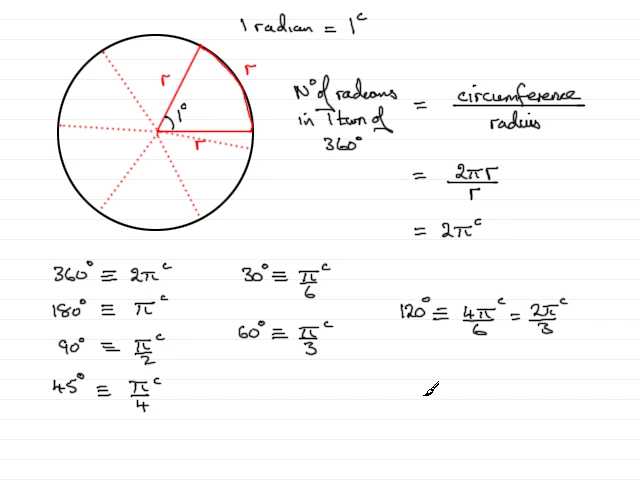 1 radian = 1ᶜ
r
r
1ᶜ
r
Nº of radians in 1 turn of 360° = circumference / radius
= 2πr / r
= 2πᶜ
360° ≡ 2πᶜ
180° ≡ πᶜ
90° ≡ π/2ᶜ
45° ≡ π/4ᶜ
30° ≡ π/6ᶜ
60° ≡ π/3ᶜ
120° ≡ 4π/6ᶜ = 2π/3ᶜ